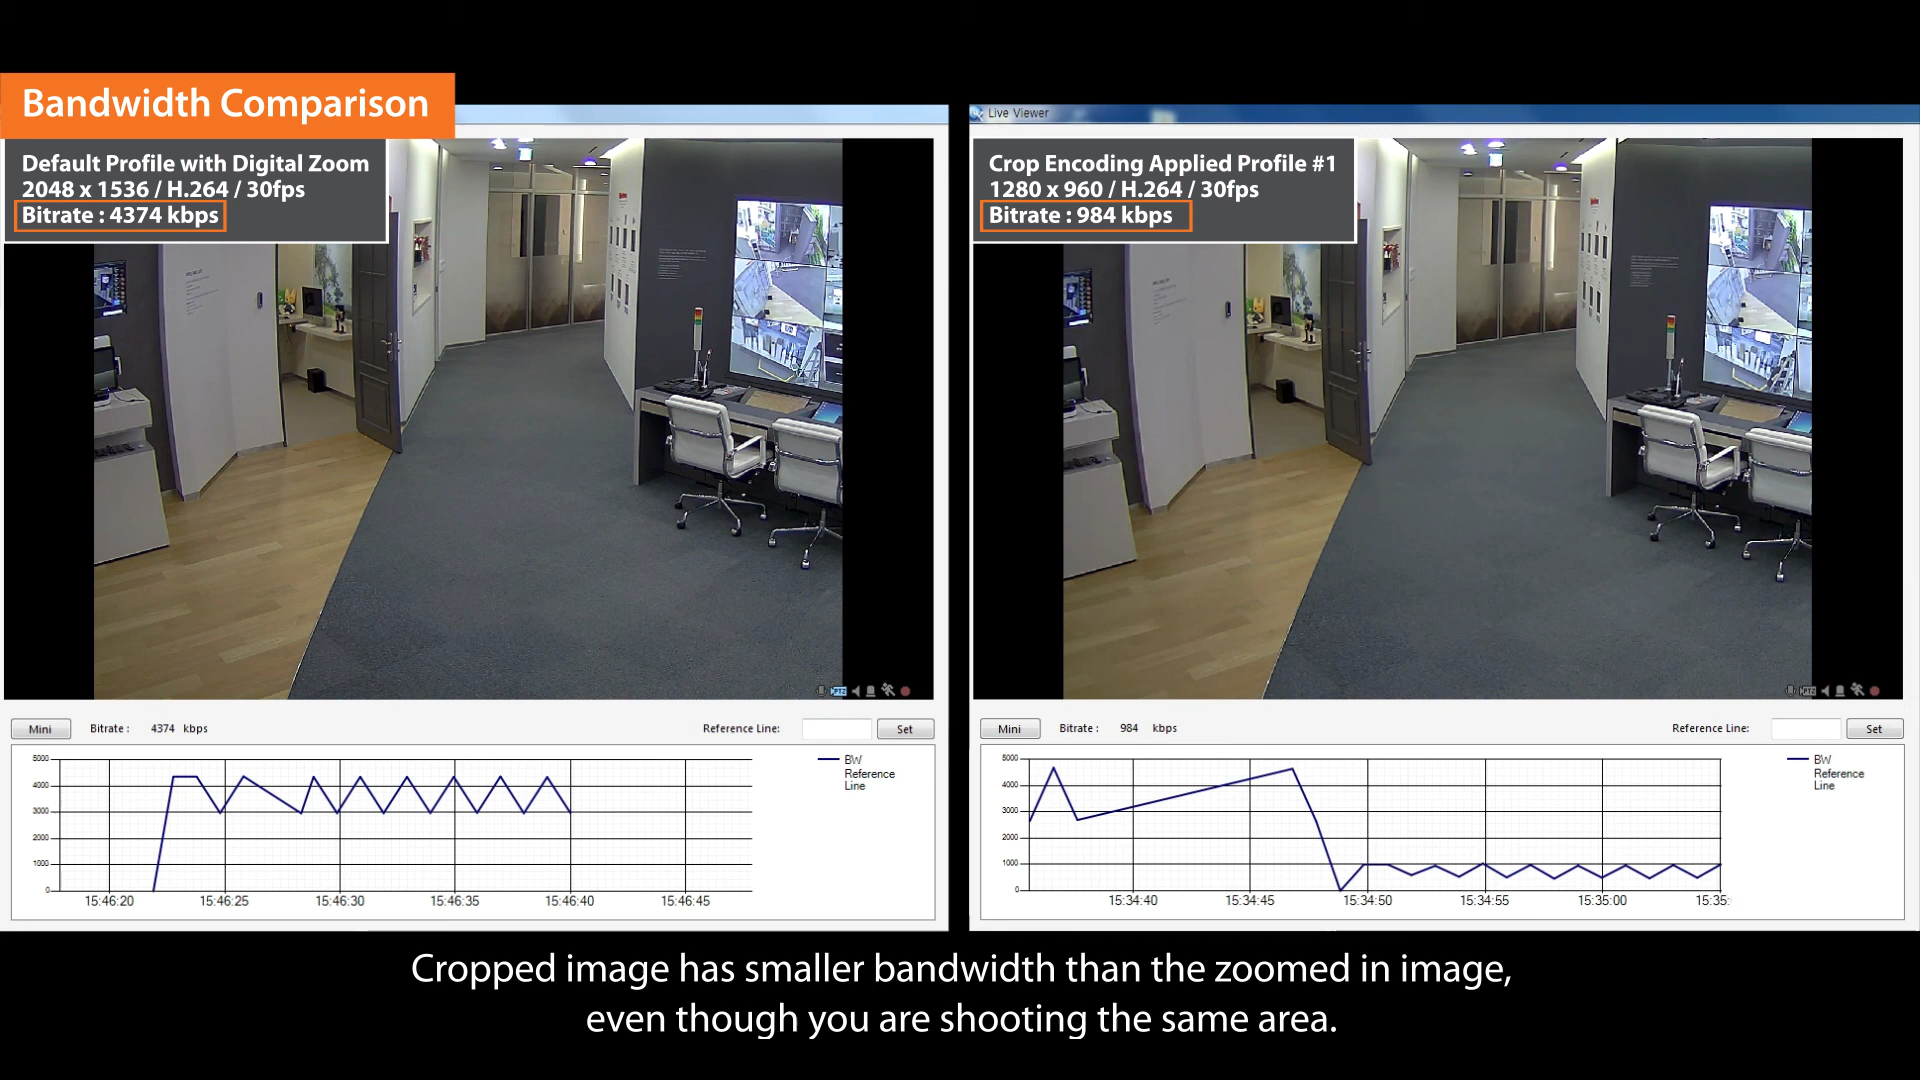 Bandwidth Comparison
Default Profile with Digital Zoom
2048 x 1536 / H.264 / 30fps
Bitrate : 4374 kbps
Live Viewer
Crop Encoding Applied Profile #1
1280 x 960 / H.264 / 30fps
Bitrate : 984 kbps
PTZ
PTZ
Mini
Bitrate :
4374
kbps
Reference Line:
Set
5000
4000
3000
2000
1000
0
15:46:20
15:46:25
15:46:30
15:46:35
15:46:40
15:46:45
BW
Reference
Line
Mini
Bitrate :
984
kbps
Reference Line:
Set
5000
4000
3000
2000
1000
0
15:34:40
15:34:45
15:34:50
15:34:55
15:35:00
15:35:
BW
Reference
Line
Cropped image has smaller bandwidth than the zoomed in image,
even though you are shooting the same area.